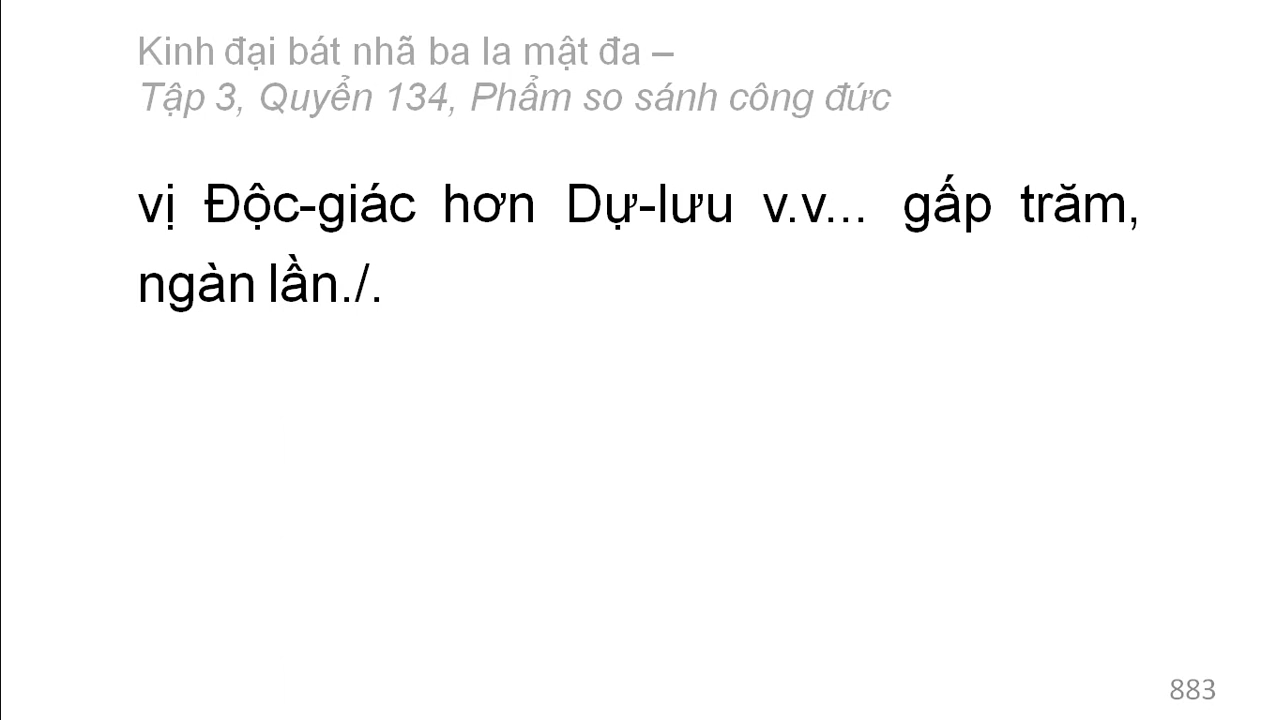 Kinh đại bát nhã ba la mật đa –
Tập 3, Quyển 134, Phẩm so sánh công đức
vị Độc-giác hơn Dự-lưu v.v... gấp trăm,
ngàn lần./.
883